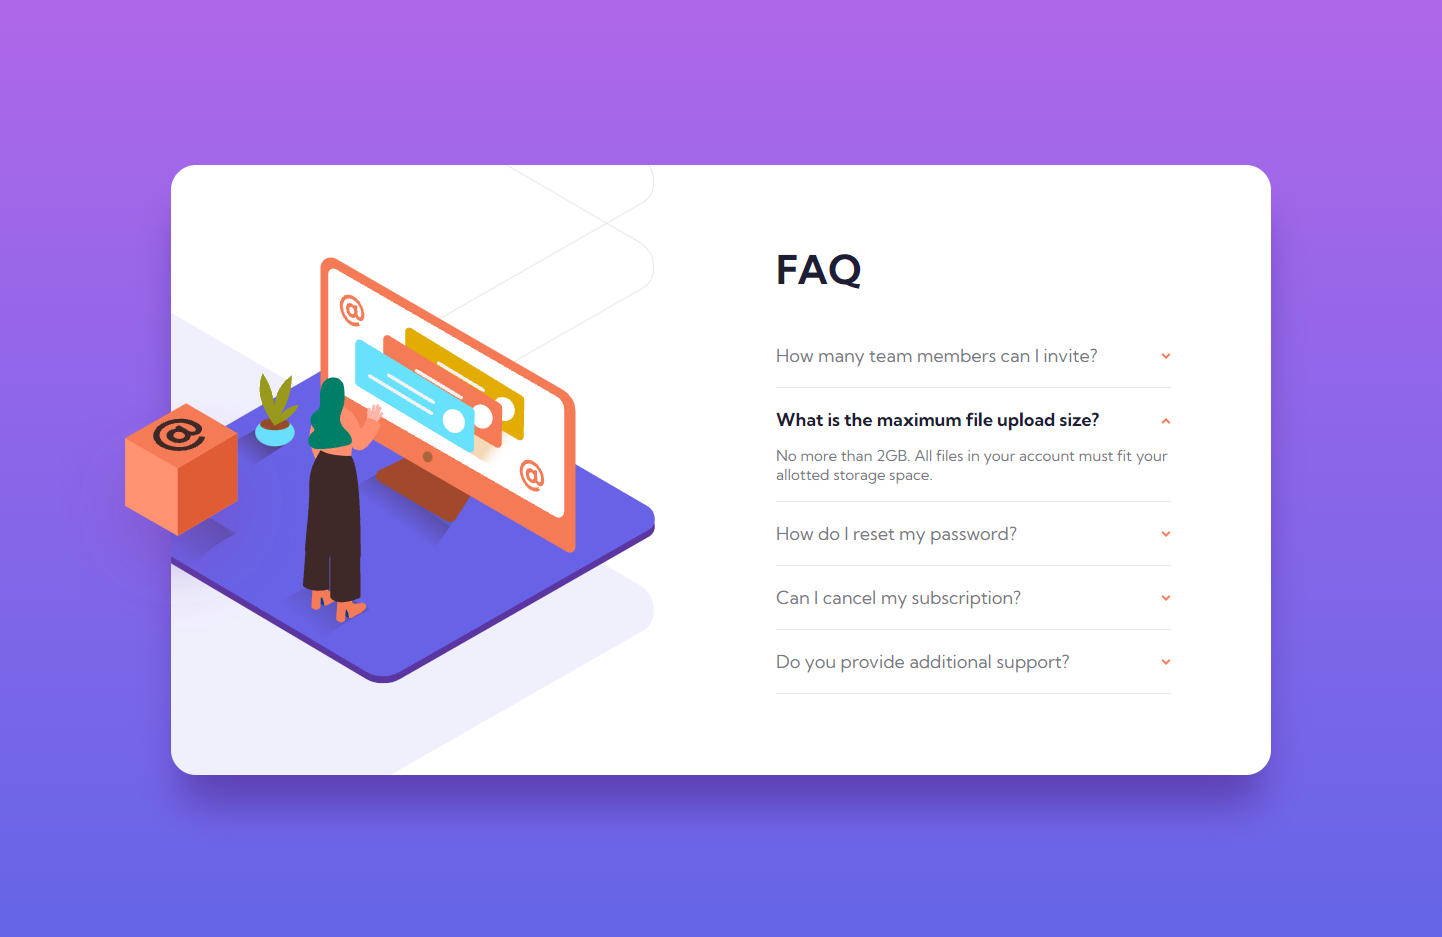 FAQ
How many team members can I invite?
What is the maximum file upload size?
No more than 2GB. All files in your account must fit your
allotted storage space.
How do I reset my password?
Can I cancel my subscription?
Do you provide additional support?
@
@
@